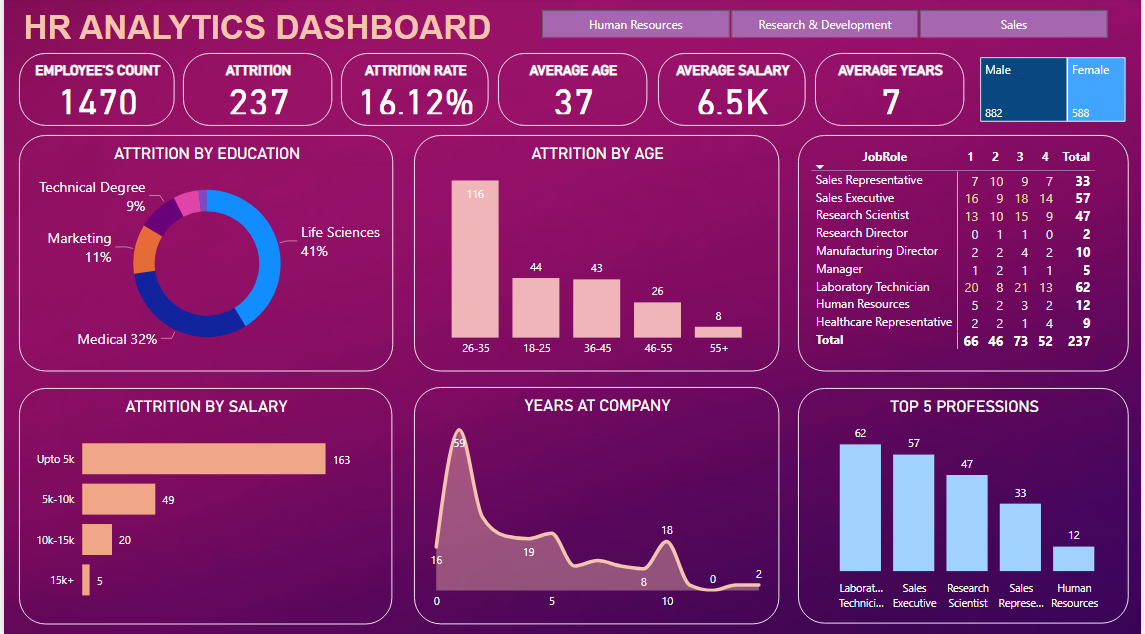 HR ANALYTICS DASHBOARD
Human Resources
Research & Development
Sales
EMPLOYEE'S COUNT
1470
ATTRITION
237
ATTRITION RATE
16.12%
AVERAGE AGE
37
AVERAGE SALARY
6.5K
AVERAGE YEARS
7
Male
882
Female
588
ATTRITION BY EDUCATION
Technical Degree
9%
Marketing
11%
Life Sciences
41%
Medical 32%
ATTRITION BY AGE
116
44
43
26
8
26-35 18-25 36-45 46-55 55+
JobRole 1 2 3 4 Total
Sales Representative 7 10 9 7 33
Sales Executive 16 9 18 14 57
Research Scientist 13 10 15 9 47
Research Director 0 1 1 0 2
Manufacturing Director 2 2 4 2 10
Manager 1 2 1 1 5
Laboratory Technician 20 8 21 13 62
Human Resources 5 2 3 2 12
Healthcare Representative 2 2 1 4 9
Total 66 46 73 52 237
ATTRITION BY SALARY
Upto 5k 163
5k-10k 49
10k-15k 20
15k+ 5
YEARS AT COMPANY
59
16
19
18
8
0
2
0 5 10
TOP 5 PROFESSIONS
62
57
47
33
12
Laborat...
Technici...
Sales
Executive
Research
Scientist
Sales
Represe...
Human
Resources